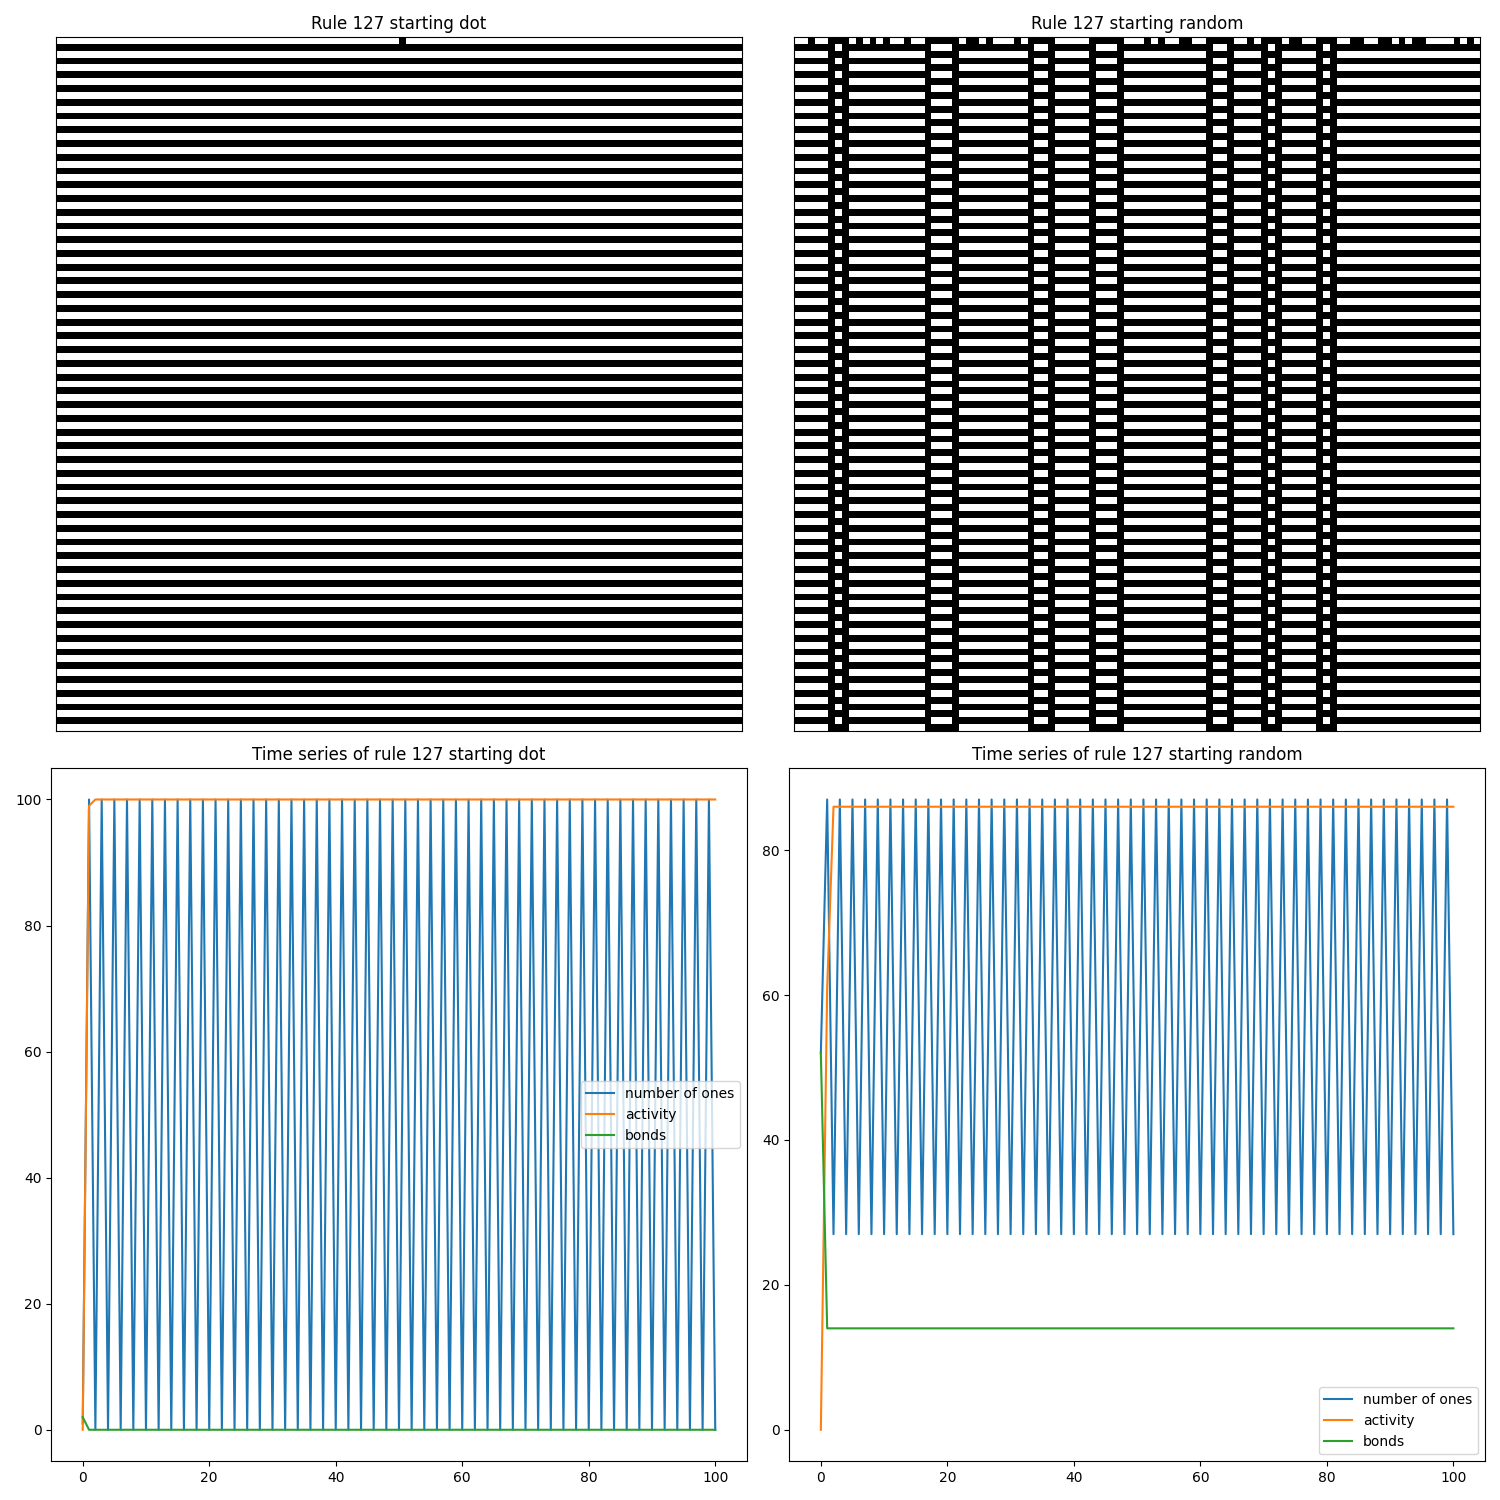 Rule 127 starting dot
Rule 127 starting random
Time series of rule 127 starting dot
100
80
60
40
20
0
0 20 40 60 80 100
number of ones
activity
bonds
Time series of rule 127 starting random
80
60
40
20
0
0 20 40 60 80 100
number of ones
activity
bonds